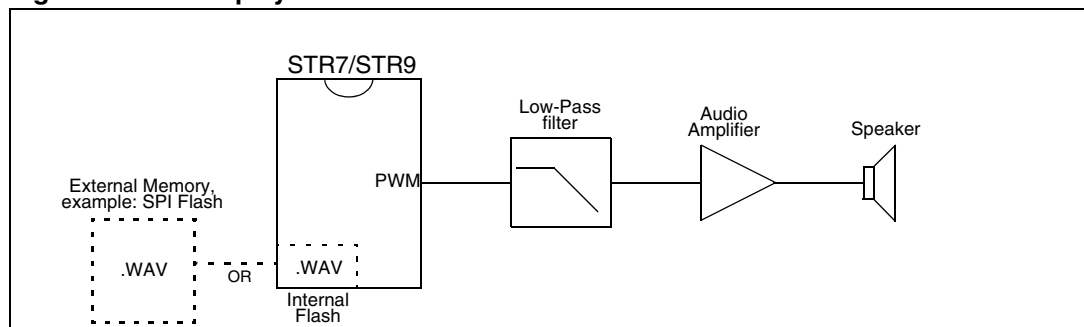 STR7/STR9
Low-Pass
filter
Audio
Amplifier
Speaker
PWM
External Memory,
example: SPI Flash
.WAV
OR
.WAV
Internal
Flash